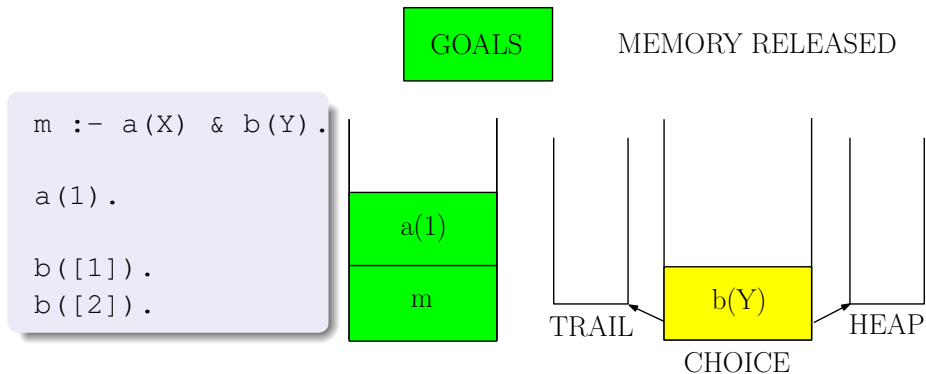 GOALS
MEMORY RELEASED
m :- a(X) & b(Y).
a(1).
b([1]).
b([2]).
a(1)
m
b(Y)
TRAIL
HEAP
CHOICE